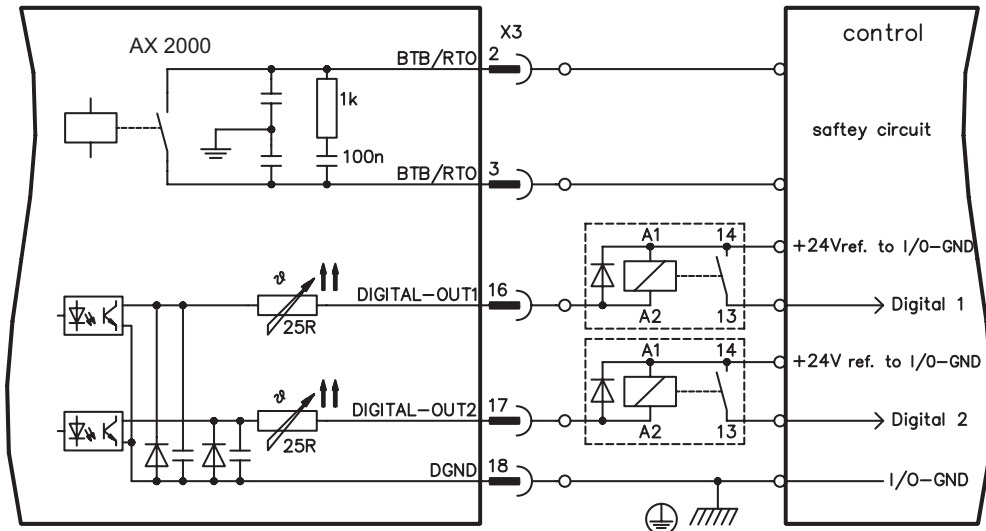 AX 2000
X3
control
BTB/RTO 2
1k
100n
saftey circuit
BTB/RTO 3
A1 14 +24Vref. to I/O-GND
ϑ
DIGITAL-OUT1 16
25R
A2 13 Digital 1
A1 14 +24V ref. to I/O-GND
ϑ
DIGITAL-OUT2 17
25R
A2 13 Digital 2
DGND 18 I/O-GND